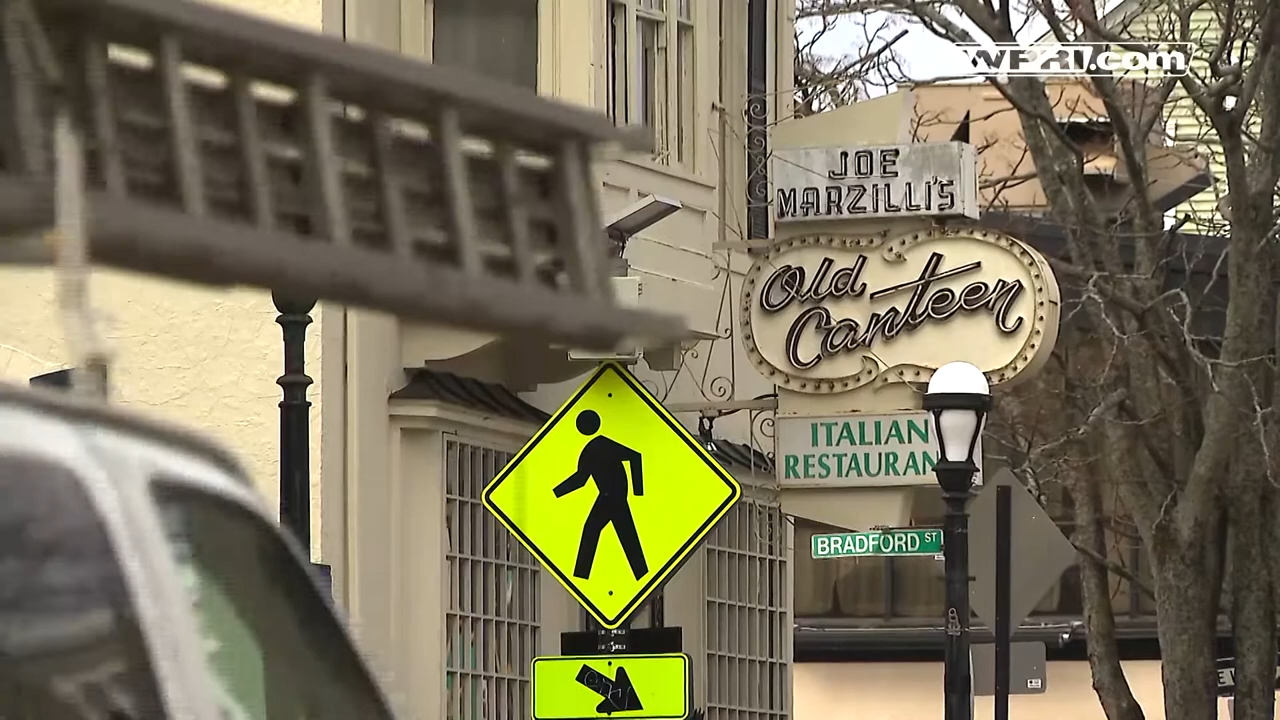 WPRI.com
JOE
MARZILLI'S
Old
Canteen
ITALIAN
RESTAURAN
BRADFORD ST